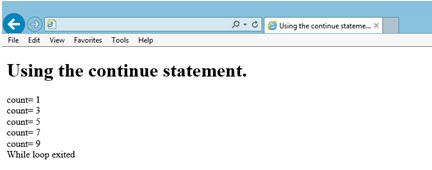 Using the continue stateme...
File Edit View Favorites Tools Help
Using the continue statement.
count= 1
count= 3
count= 5
count= 7
count= 9
While loop exited